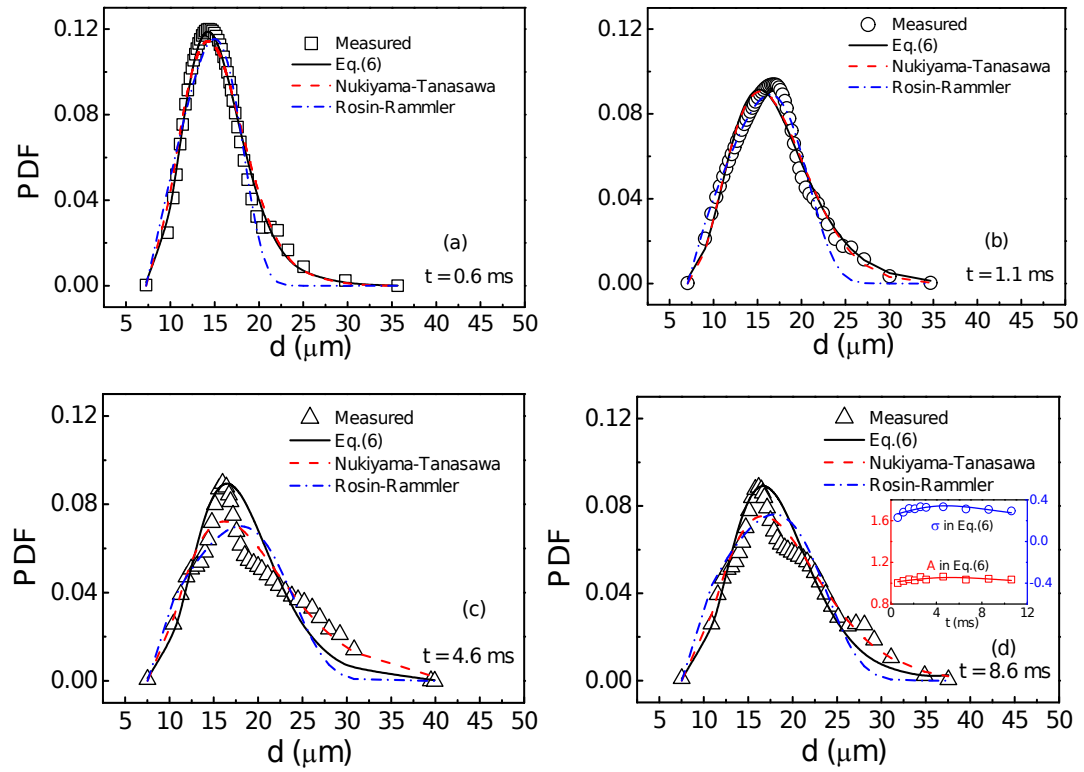 0.12
0.08
0.04
0.00
PDF
Measured
Eq.(6)
Nukiyama-Tanasawa
Rosin-Rammler
(a)
t = 0.6 ms
5 10 15 20 25 30 35 40 45 50
d (μm)
0.12
0.08
0.04
0.00
Measured
Eq.(6)
Nukiyama-Tanasawa
Rosin-Rammler
(b)
t = 1.1 ms
5 10 15 20 25 30 35 40 45 50
d (μm)
0.12
0.08
0.04
0.00
PDF
Measured
Eq.(6)
Nukiyama-Tanasawa
Rosin-Rammler
(c)
t = 4.6 ms
5 10 15 20 25 30 35 40 45 50
d (μm)
0.12
0.08
0.04
0.00
PDF
Measured
Eq.(6)
Nukiyama-Tanasawa
Rosin-Rammler
1.6
1.2
0.8
0.4
0.0
-0.4
σ in Eq.(6)
A in Eq.(6)
0 4 8 12
t (ms)
(d)
t = 8.6 ms
5 10 15 20 25 30 35 40 45 50
d (μm)